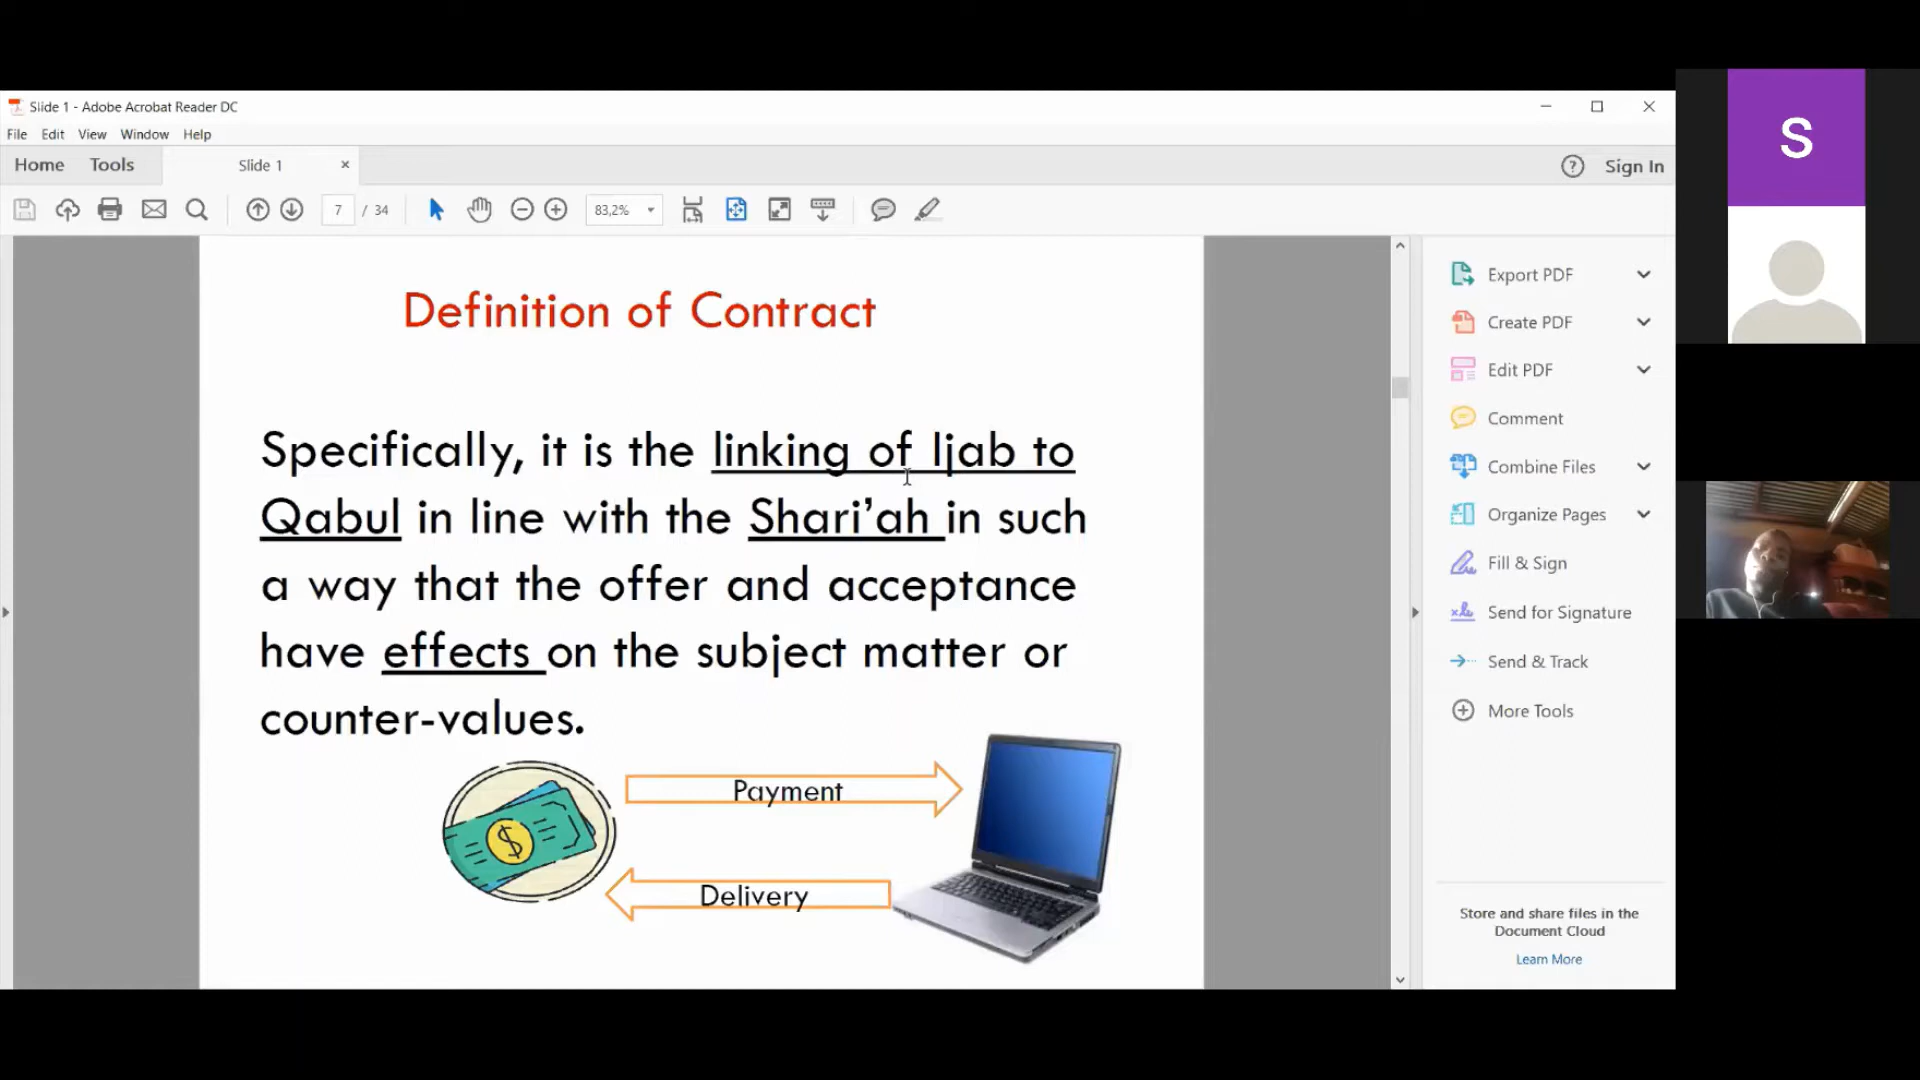 Slide 1 - Adobe Acrobat Reader DC
File Edit View Window Help
Home Tools Slide 1 Sign In
7 / 34 83,2%
Definition of Contract
Specifically, it is the linking of Ijab to
Qabul in line with the Shari’ah in such
a way that the offer and acceptance
have effects on the subject matter or
counter-values.
Payment
Delivery
Export PDF
Create PDF
Edit PDF
Comment
Combine Files
Organize Pages
Fill & Sign
Send for Signature
Send & Track
More Tools
Store and share files in the
Document Cloud
Learn More
S